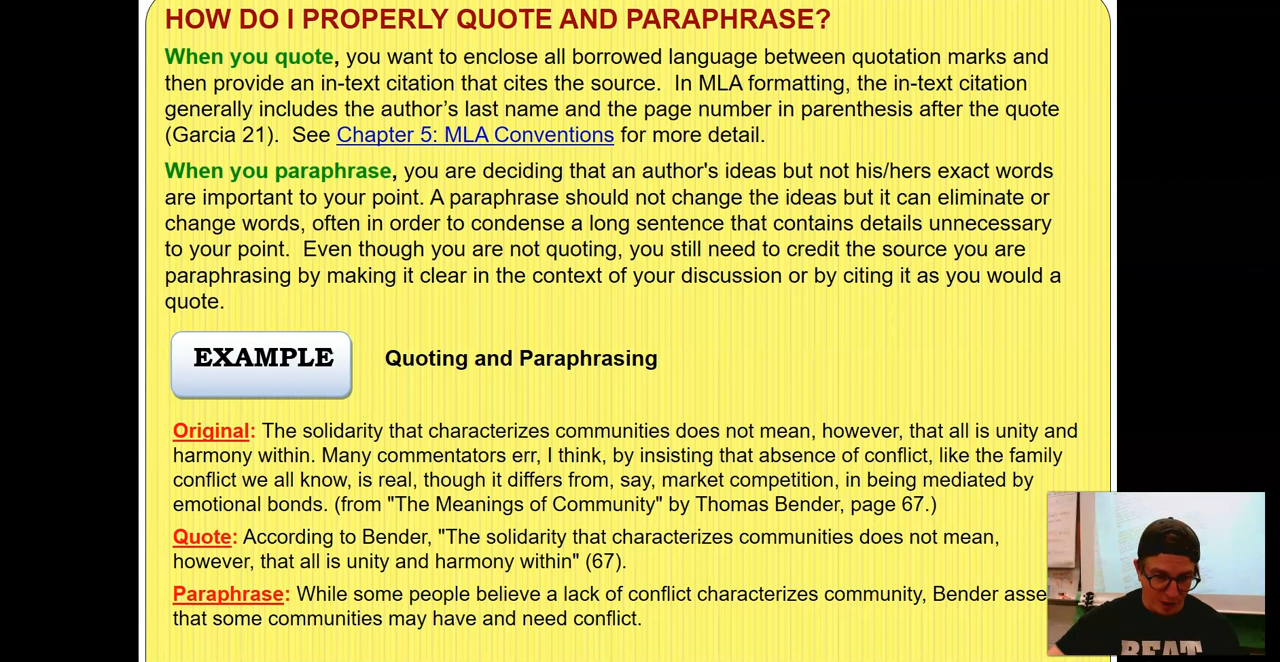 HOW DO I PROPERLY QUOTE AND PARAPHRASE?
When you quote, you want to enclose all borrowed language between quotation marks and
then provide an in-text citation that cites the source. In MLA formatting, the in-text citation
generally includes the author's last name and the page number in parenthesis after the quote
(Garcia 21). See Chapter 5: MLA Conventions for more detail.
When you paraphrase, you are deciding that an author's ideas but not his/hers exact words
are important to your point. A paraphrase should not change the ideas but it can eliminate or
change words, often in order to condense a long sentence that contains details unnecessary
to your point. Even though you are not quoting, you still need to credit the source you are
paraphrasing by making it clear in the context of your discussion or by citing it as you would a
quote.
EXAMPLE Quoting and Paraphrasing
Original: The solidarity that characterizes communities does not mean, however, that all is unity and
harmony within. Many commentators err, I think, by insisting that absence of conflict, like the family
conflict we all know, is real, though it differs from, say, market competition, in being mediated by
emotional bonds. (from "The Meanings of Community" by Thomas Bender, page 67.)
Quote: According to Bender, "The solidarity that characterizes communities does not mean,
however, that all is unity and harmony within" (67).
Paraphrase: While some people believe a lack of conflict characterizes community, Bender asse
that some communities may have and need conflict.
BEAT